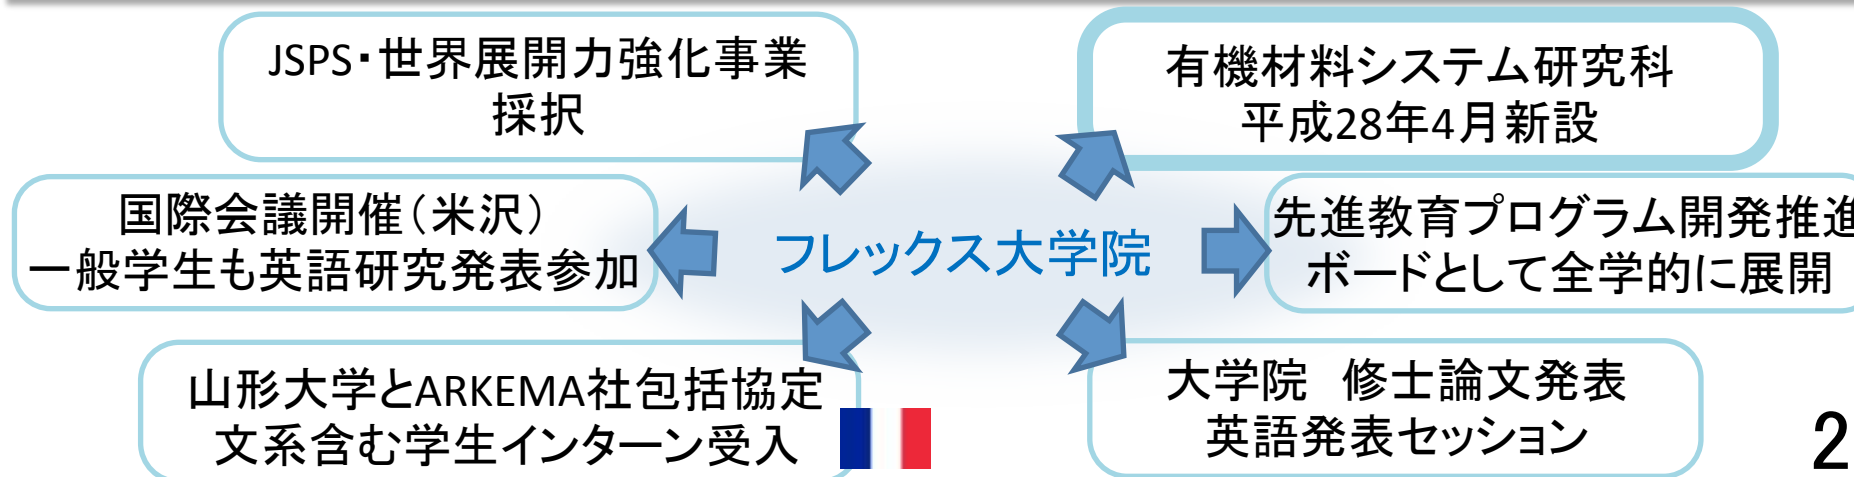 JSPS・世界展開力強化事業
採択
有機材料システム研究科
平成28年4月新設
国際会議開催（米沢）
一般学生も英語研究発表参加
フレックス大学院
先進教育プログラム開発推進
ボードとして全学的に展開
山形大学とARKEMA社包括協定
文系含む学生インターン受入
大学院　修士論文発表
英語発表セッション
2